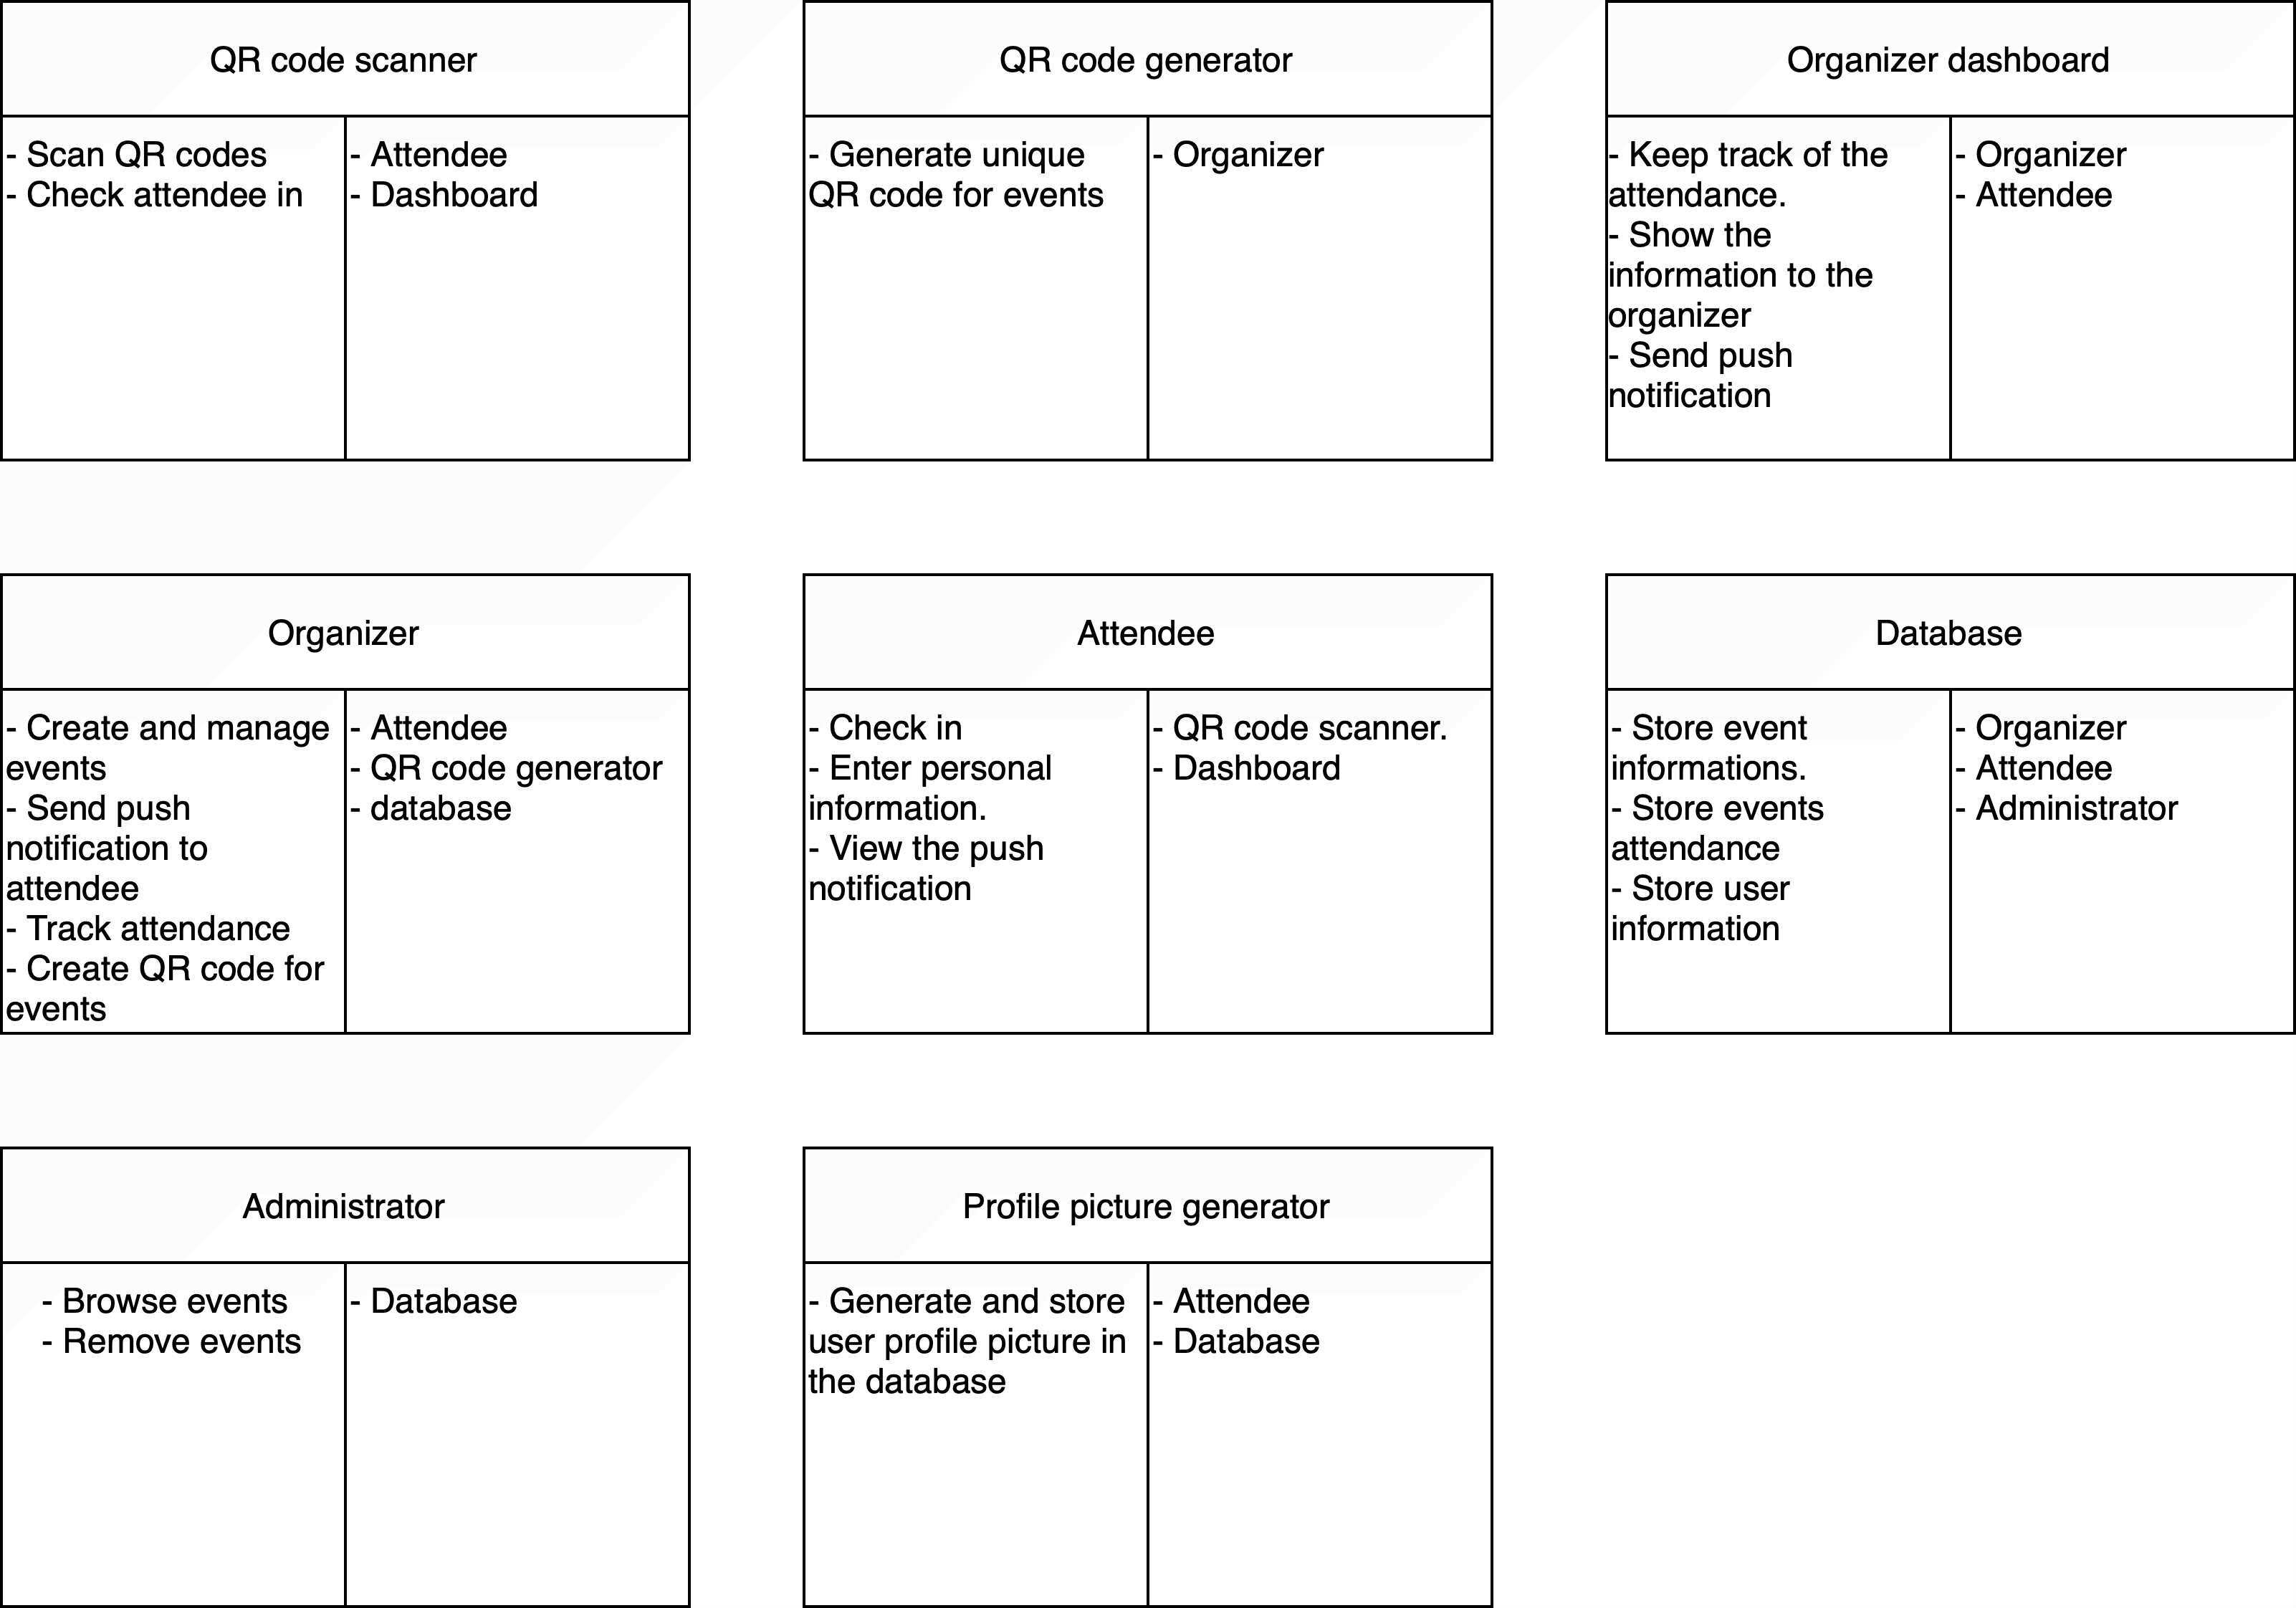 QR code scanner
- Scan QR codes
- Check attendee in
- Attendee
- Dashboard
QR code generator
- Generate unique
QR code for events
- Organizer
Organizer dashboard
- Keep track of the
attendance.
- Show the
information to the
organizer
- Send push
notification
- Organizer
- Attendee
Organizer
- Create and manage
events
- Send push
notification to
attendee
- Track attendance
- Create QR code for
events
- Attendee
- QR code generator
- database
Attendee
- Check in
- Enter personal
information.
- View the push
notification
- QR code scanner.
- Dashboard
Database
- Store event
informations.
- Store events
attendance
- Store user
information
- Organizer
- Attendee
- Administrator
Administrator
- Browse events
- Remove events
- Database
Profile picture generator
- Generate and store
user profile picture in
the database
- Attendee
- Database